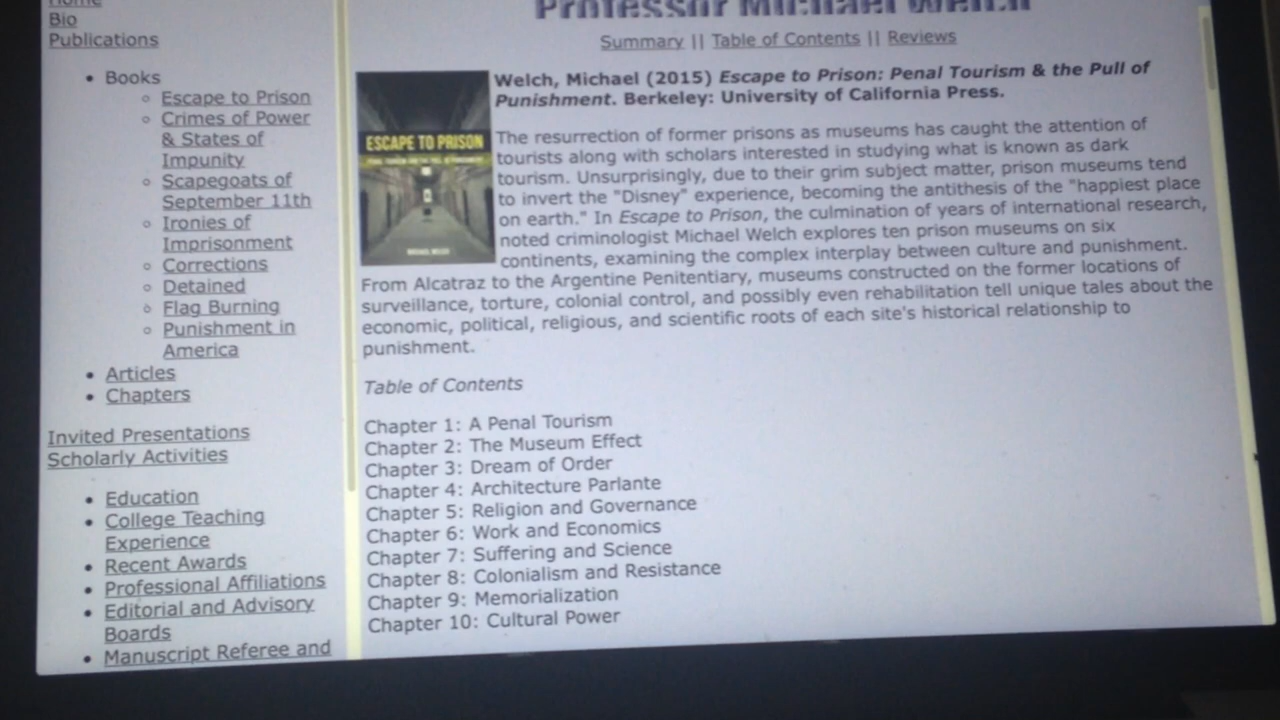 Home
Bio
Publications
• Books
◦ Escape to Prison
◦ Crimes of Power
& States of
Impunity
◦ Scapegoats of
September 11th
◦ Ironies of
Imprisonment
◦ Corrections
◦ Detained
◦ Flag Burning
◦ Punishment in
America
• Articles
• Chapters
Invited Presentations
Scholarly Activities
• Education
• College Teaching
Experience
• Recent Awards
• Professional Affiliations
• Editorial and Advisory
Boards
• Manuscript Referee and
Professor Michael Welch
Summary || Table of Contents || Reviews
ESCAPE TO PRISON
MICHAEL WELCH
Welch, Michael (2015) Escape to Prison: Penal Tourism & the Pull of
Punishment. Berkeley: University of California Press.
The resurrection of former prisons as museums has caught the attention of
tourists along with scholars interested in studying what is known as dark
tourism. Unsurprisingly, due to their grim subject matter, prison museums tend
to invert the "Disney" experience, becoming the antithesis of the "happiest place
on earth." In Escape to Prison, the culmination of years of international research,
noted criminologist Michael Welch explores ten prison museums on six
continents, examining the complex interplay between culture and punishment.
From Alcatraz to the Argentine Penitentiary, museums constructed on the former locations of
surveillance, torture, colonial control, and possibly even rehabilitation tell unique tales about the
economic, political, religious, and scientific roots of each site's historical relationship to
punishment.
Table of Contents
Chapter 1: A Penal Tourism
Chapter 2: The Museum Effect
Chapter 3: Dream of Order
Chapter 4: Architecture Parlante
Chapter 5: Religion and Governance
Chapter 6: Work and Economics
Chapter 7: Suffering and Science
Chapter 8: Colonialism and Resistance
Chapter 9: Memorialization
Chapter 10: Cultural Power